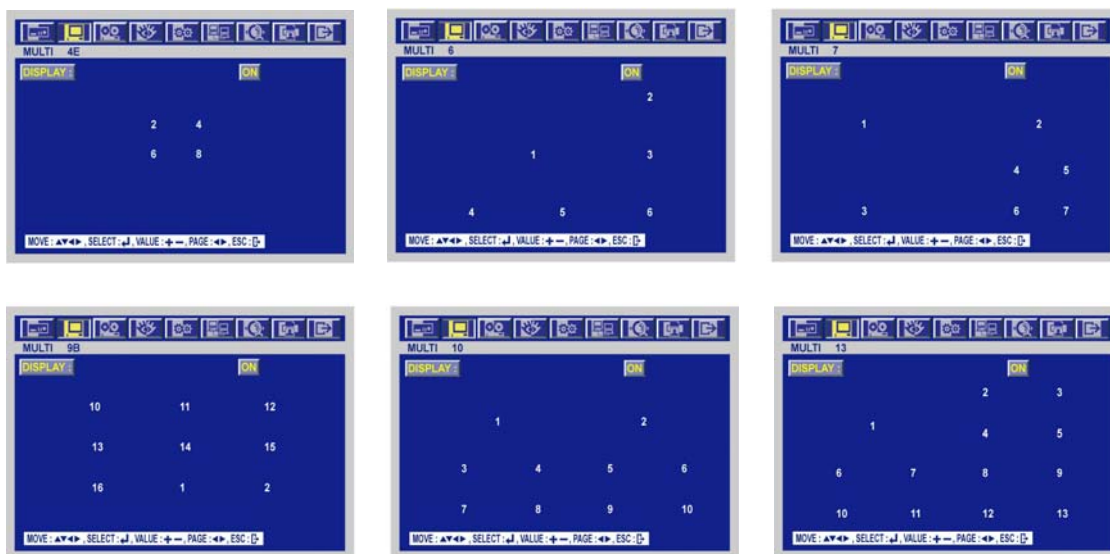 MULTI 4E
DISPLAY : ON
2 4
6 8
MOVE : ▲▼◀▶ , SELECT : ↵ , VALUE : + − , PAGE : ◀▶ , ESC :
MULTI 6
DISPLAY : ON
2
1 3
4 5 6
MOVE : ▲▼◀▶ , SELECT : ↵ , VALUE : + − , PAGE : ◀▶ , ESC :
MULTI 7
DISPLAY : ON
1 2
4 5
3 6 7
MOVE : ▲▼◀▶ , SELECT : ↵ , VALUE : + − , PAGE : ◀▶ , ESC :
MULTI 9B
DISPLAY : ON
10 11 12
13 14 15
16 1 2
MOVE : ▲▼◀▶ , SELECT : ↵ , VALUE : + − , PAGE : ◀▶ , ESC :
MULTI 10
DISPLAY : ON
1 2
3 4 5 6
7 8 9 10
MOVE : ▲▼◀▶ , SELECT : ↵ , VALUE : + − , PAGE : ◀▶ , ESC :
MULTI 13
DISPLAY : ON
2 3
1
4 5
6 7 8 9
10 11 12 13
MOVE : ▲▼◀▶ , SELECT : ↵ , VALUE : + − , PAGE : ◀▶ , ESC :